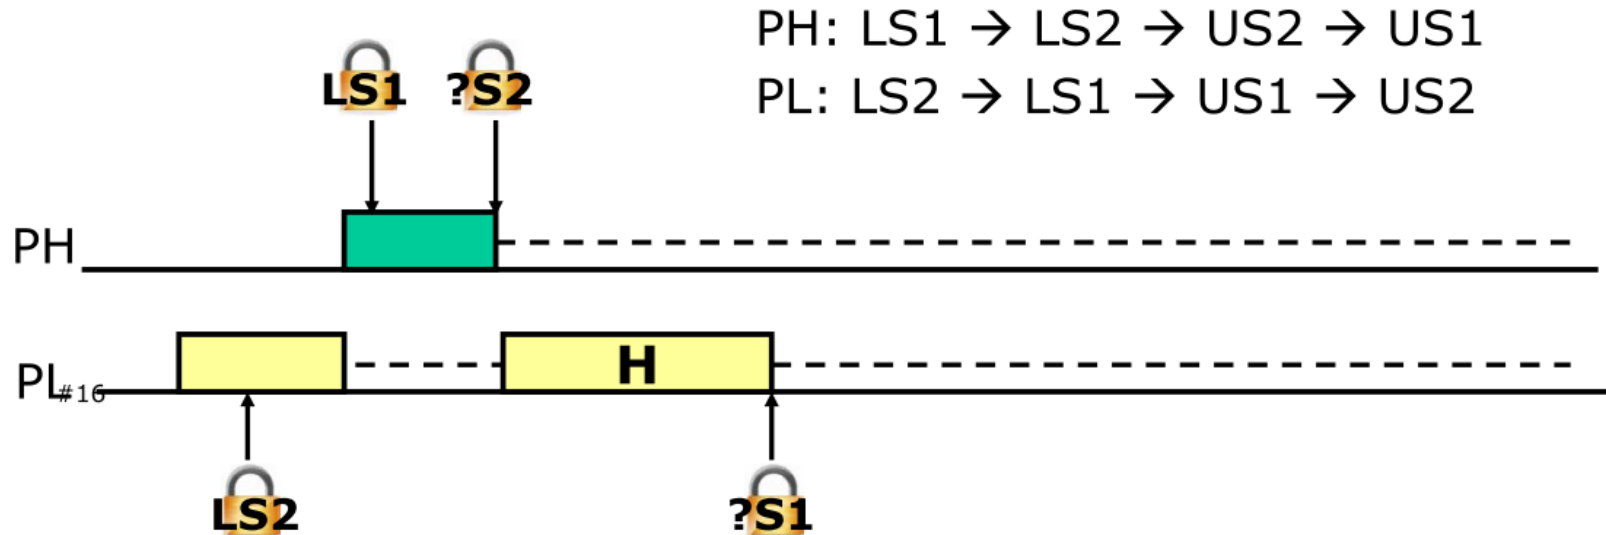 PH: LS1 → LS2 → US2 → US1
PL: LS2 → LS1 → US1 → US2
LS1 ?S2
PH
H
PL#16
LS2 ?S1